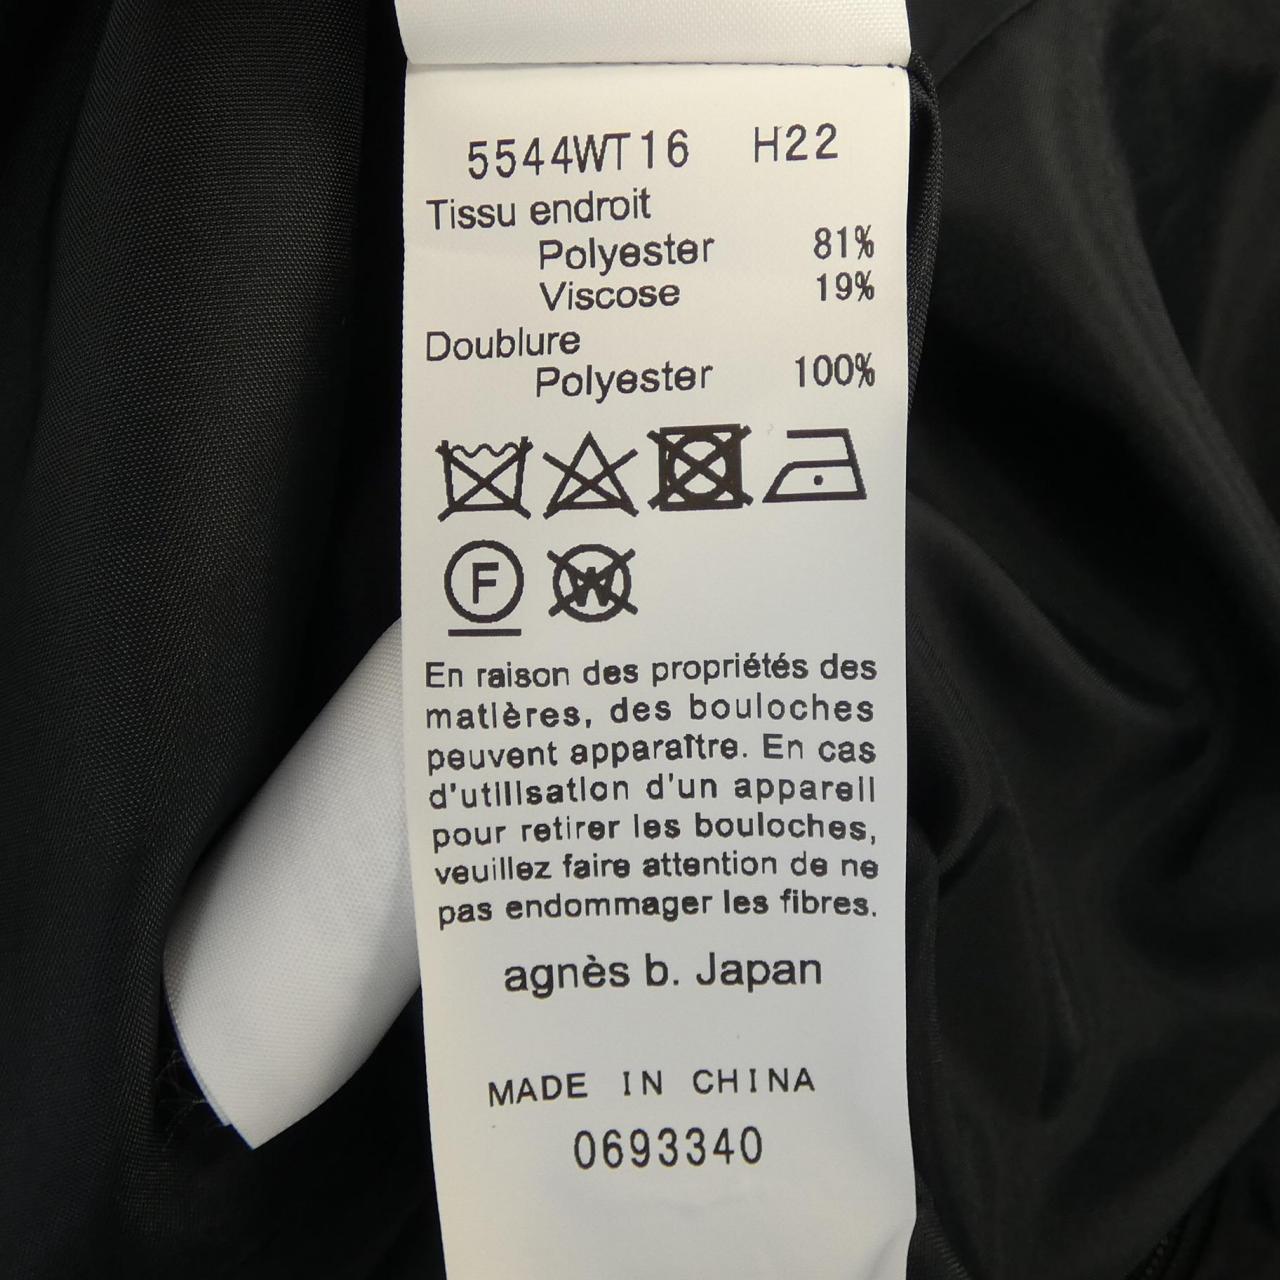 5544WT16 H22
Tissu endroit
Polyester 81%
Viscose 19%
Doublure
Polyester 100%
F W
En raison des propriétés des
matières, des bouloches
peuvent apparaître. En cas
d'utilisation d'un appareil
pour retirer les bouloches,
veuillez faire attention de ne
pas endommager les fibres.
agnès b. Japan
MADE IN CHINA
0693340